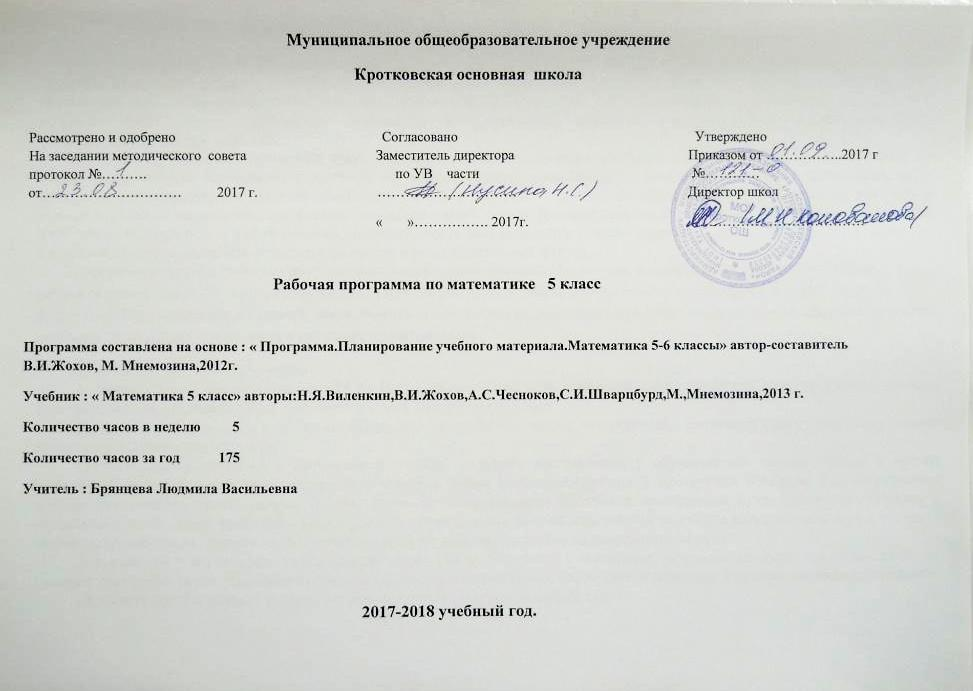 Муниципальное общеобразовательное учреждение
Кротковская основная школа
Рассмотрено и одобрено
На заседании методического совета
протокол №....1........
от....23.08.................... 2017 г.
Согласовано
Заместитель директора
по УВ части
« »................ 2017г.
Утверждено
Приказом от ...01.09...2017 г
№...121-О
Директор школ
Рабочая программа по математике 5 класс
Программа составлена на основе : « Программа.Планирование учебного материала.Математика 5-6 классы» автор-составитель
В.И.Жохов, М. Мнемозина,2012г.
Учебник : « Математика 5 класс» авторы:Н.Я.Виленкин,В.И.Жохов,А.С.Чесноков,С.И.Шварцбурд,М.,Мнемозина,2013 г.
Количество часов в неделю 5
Количество часов за год 175
Учитель : Брянцева Людмила Васильевна
2017-2018 учебный год.